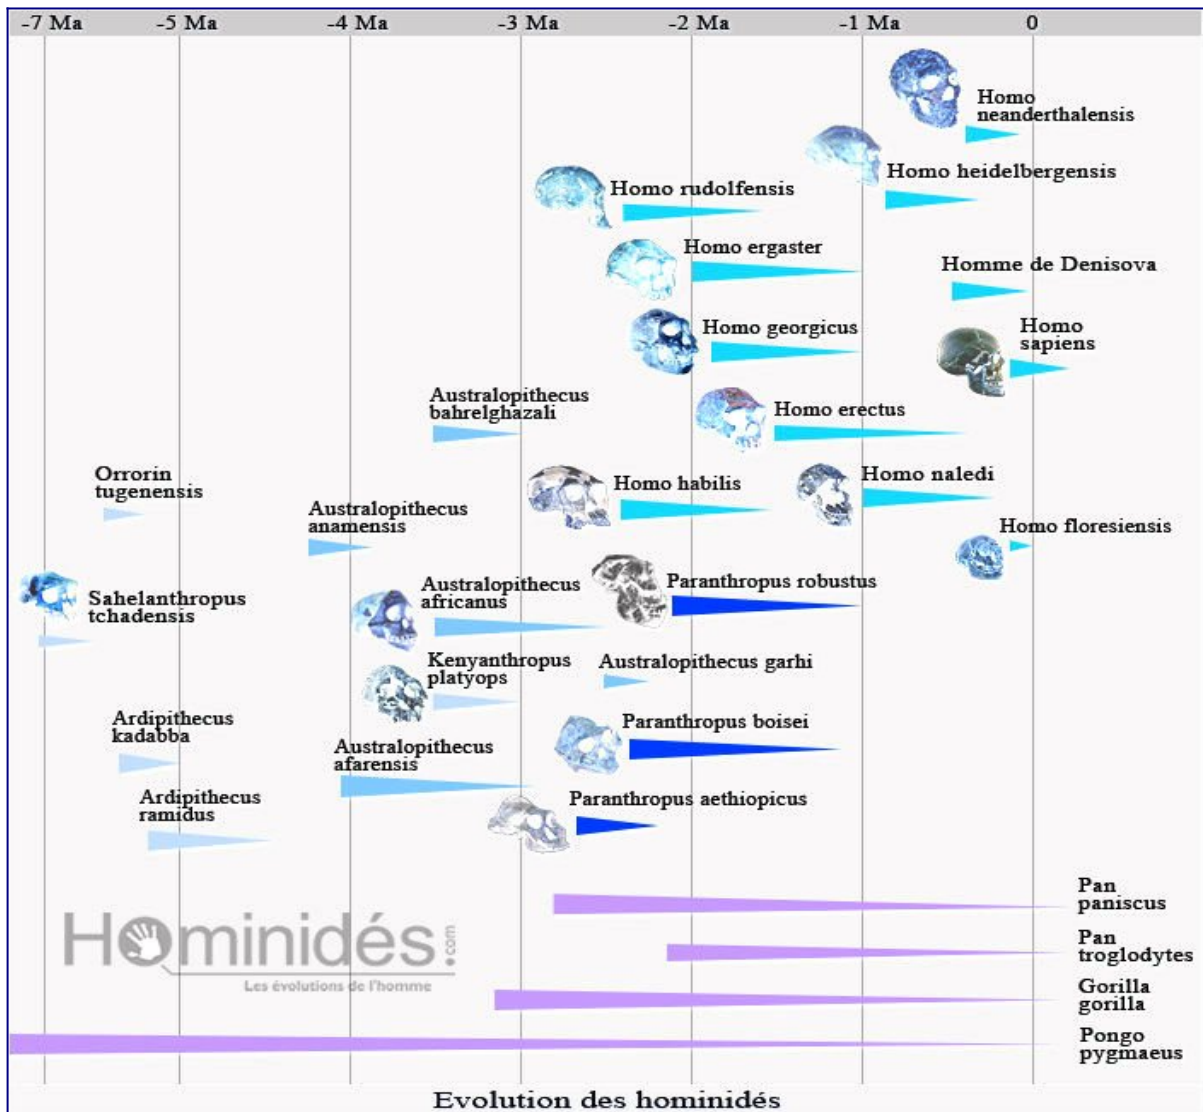 -7 Ma -5 Ma -4 Ma -3 Ma -2 Ma -1 Ma 0
Homo
neanderthalensis
Homo heidelbergensis
Homo rudolfensis
Homo ergaster
Homme de Denisova
Homo georgicus
Homo
sapiens
Australopithecus
bahrelghazali
Homo erectus
Orrorin
tugenensis
Homo habilis
Homo naledi
Australopithecus
anamensis
Homo floresiensis
Sahelanthropus
tchadensis
Australopithecus
africanus
Paranthropus robustus
Kenyanthropus
platyops
Australopithecus garhi
Ardipithecus
kadabba
Paranthropus boisei
Australopithecus
afarensis
Ardipithecus
ramidus
Paranthropus aethiopicus
Pan
paniscus
Hominidés.com
Les évolutions de l'homme
Pan
troglodytes
Gorilla
gorilla
Pongo
pygmaeus
Evolution des hominidés